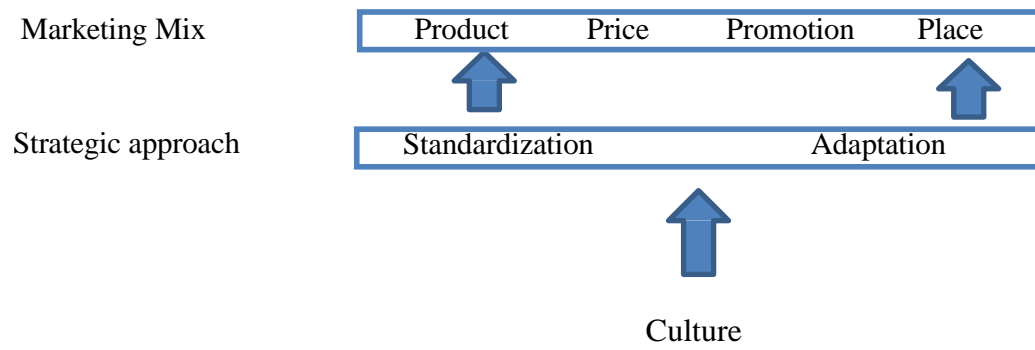 Marketing Mix Product Price Promotion Place
Strategic approach Standardization Adaptation
Culture